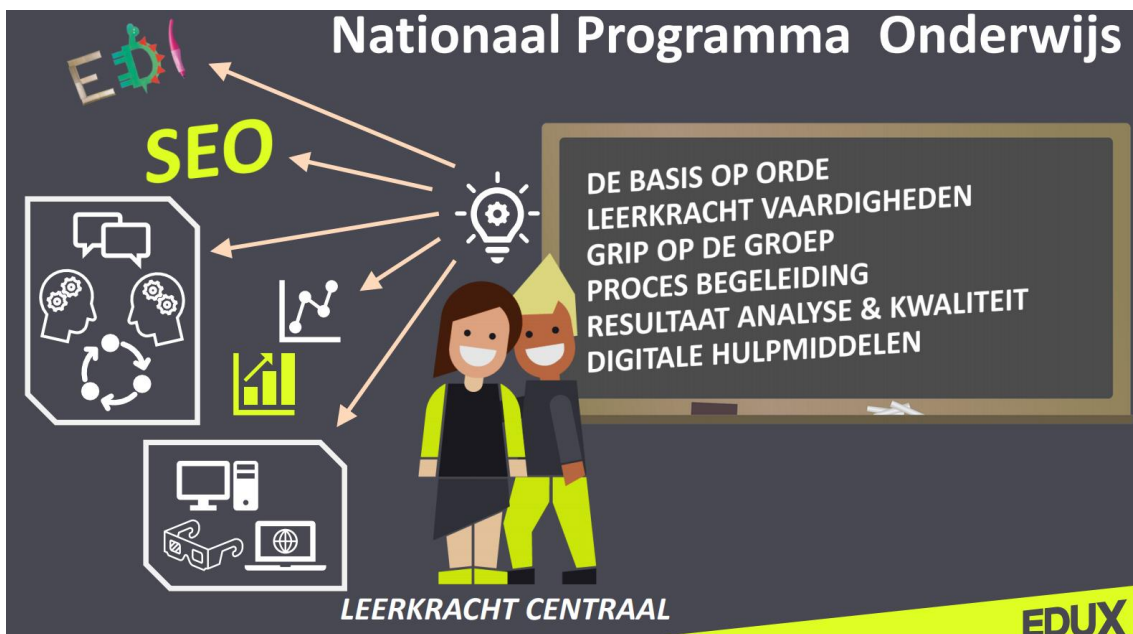 Nationaal Programma Onderwijs
EDI
SEO
DE BASIS OP ORDE
LEERKRACHT VAARDIGHEDEN
GRIP OP DE GROEP
PROCES BEGELEIDING
RESULTAAT ANALYSE & KWALITEIT
DIGITALE HULPMIDDELEN
LEERKRACHT CENTRAAL
EDUX